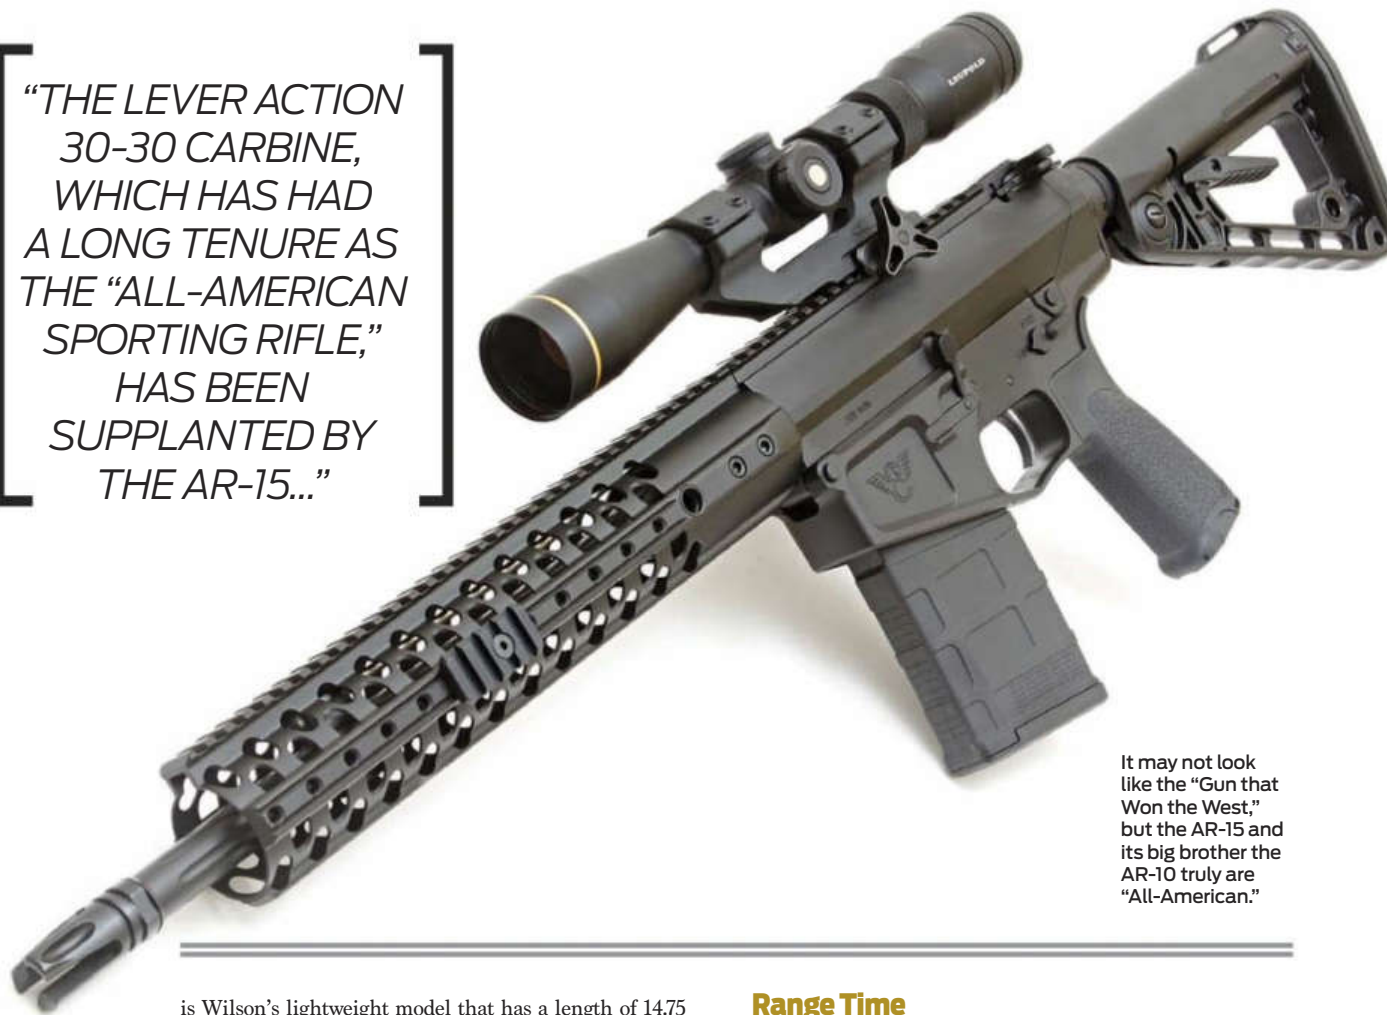 “THE LEVER ACTION
30-30 CARBINE,
WHICH HAS HAD
A LONG TENURE AS
THE “ALL-AMERICAN
SPORTING RIFLE,”
HAS BEEN
SUPPLANTED BY
THE AR-15...”
LEUPOLD
It may not look
like the “Gun that
Won the West,”
but the AR-15 and
its big brother the
AR-10 truly are
“All-American.”
is Wilson’s lightweight model that has a length of 14.75
Range Time